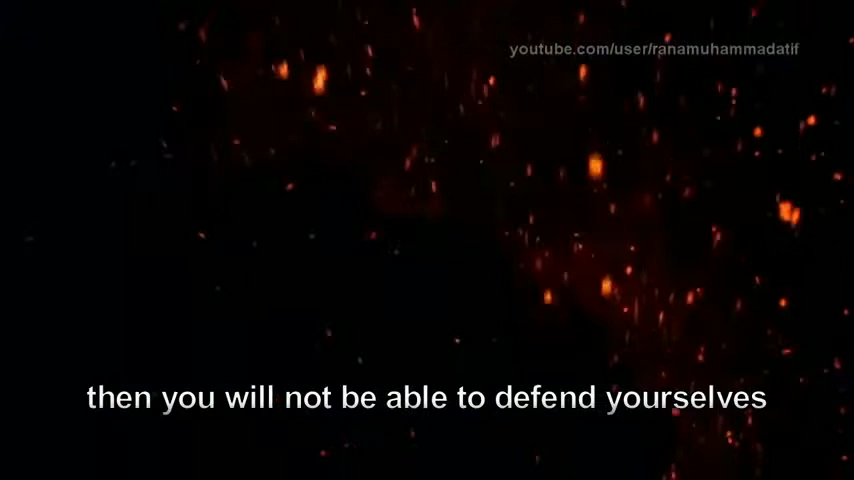 youtube.com/user/ranamuhammadatif
then you will not be able to defend yourselves